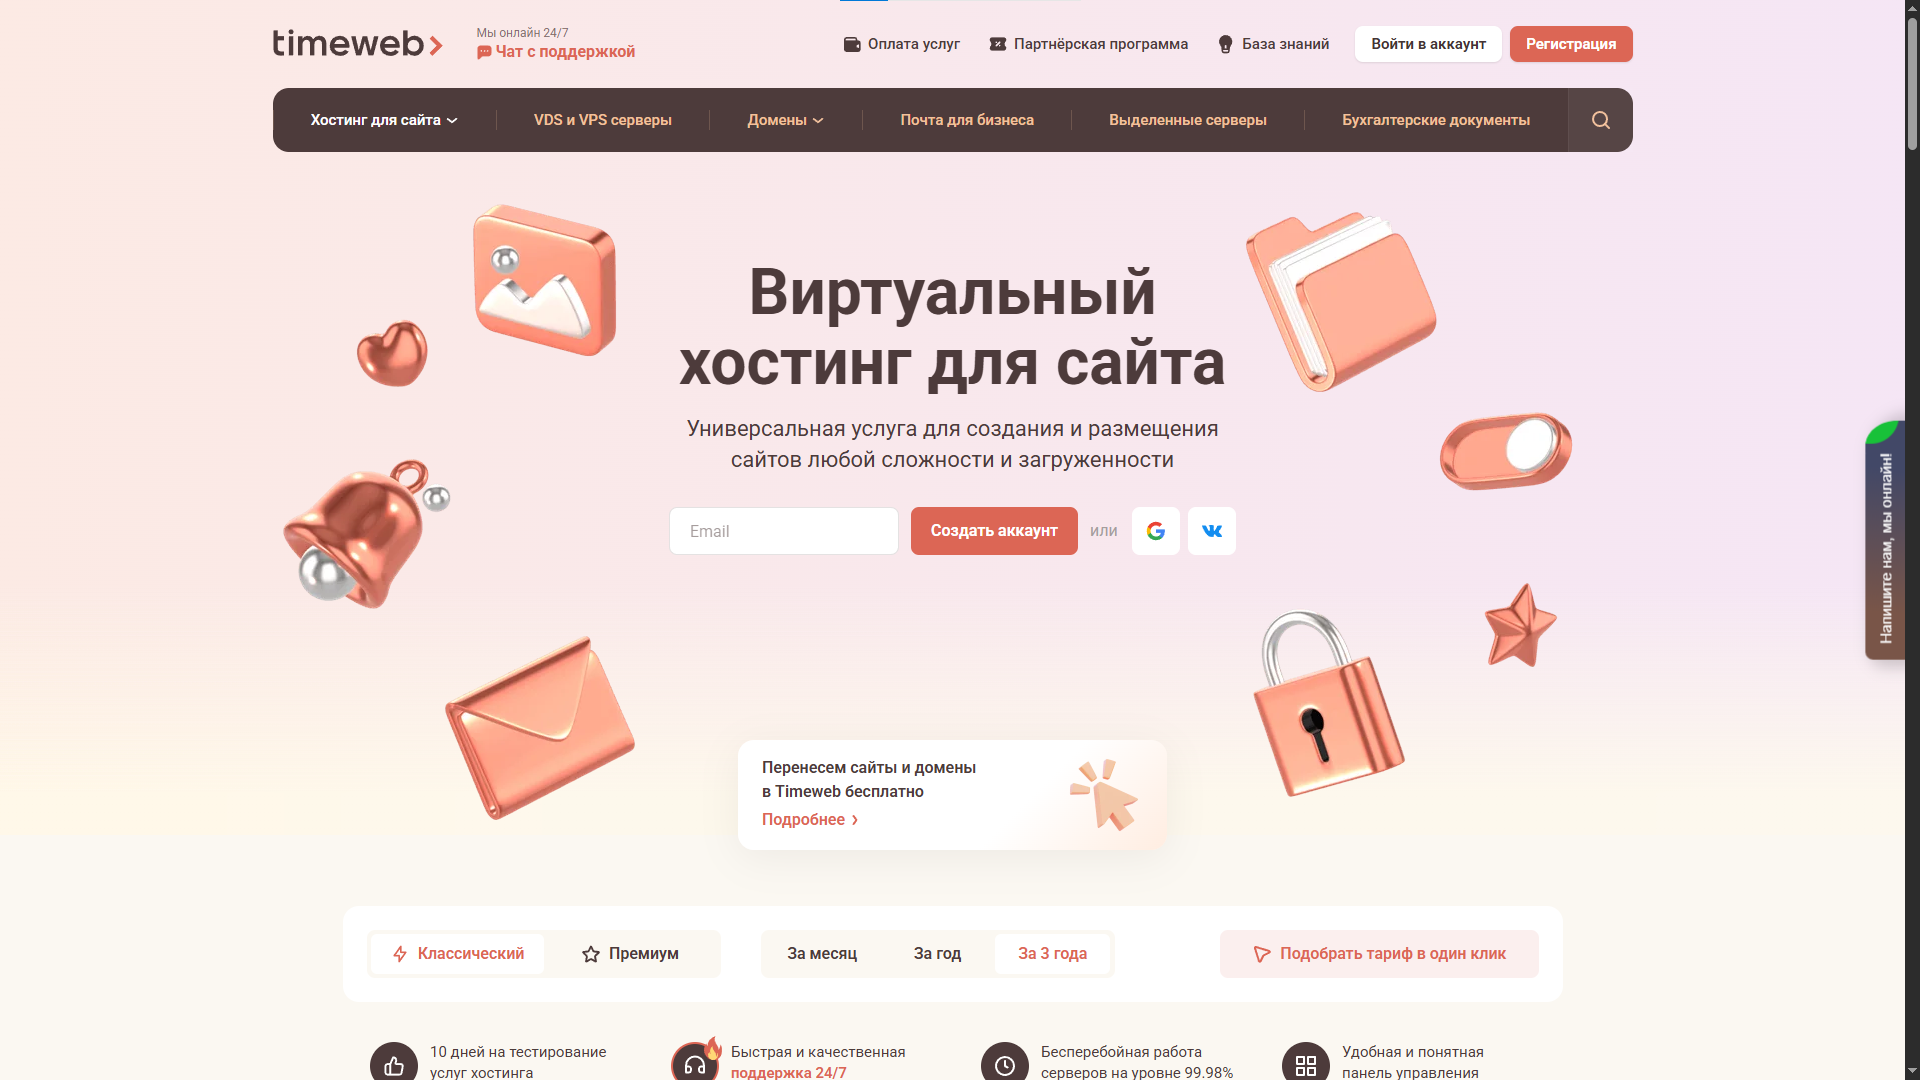 timeweb
Мы онлайн 24/7
Чат с поддержкой
Оплата услуг
Партнёрская программа
База знаний
Войти в аккаунт
Регистрация
Хостинг для сайта
VDS и VPS серверы
Домены
Почта для бизнеса
Выделенные серверы
Бухгалтерские документы
Виртуальный
хостинг для сайта
Универсальная услуга для создания и размещения
сайтов любой сложности и загруженности
Email
Создать аккаунт
или
Напишите нам, мы онлайн!
Перенесем сайты и домены
в Timeweb бесплатно
Подробнее
Классический
Премиум
За месяц
За год
За 3 года
Подобрать тариф в один клик
10 дней на тестирование
услуг хостинга
Быстрая и качественная
поддержка 24/7
Бесперебойная работа
серверов на уровне 99.98%
Удобная и понятная
панель управления